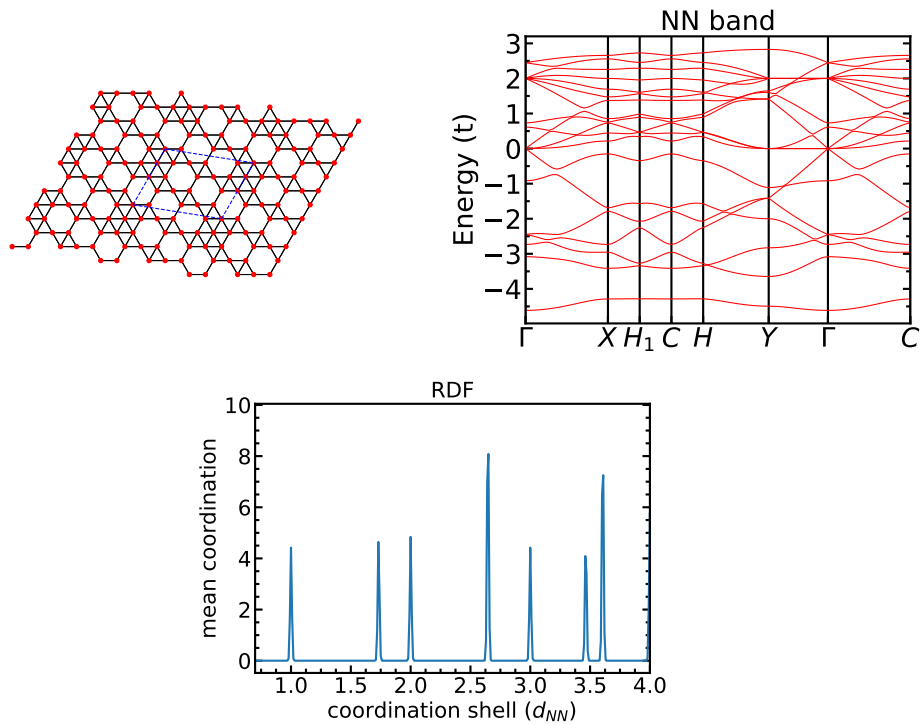 NN band
Energy (t)
3
2
1
0
−1
−2
−3
−4
Γ X H₁ C H Y Γ C
RDF
mean coordination
10
8
6
4
2
0
1.0 1.5 2.0 2.5 3.0 3.5 4.0
coordination shell (d_NN)